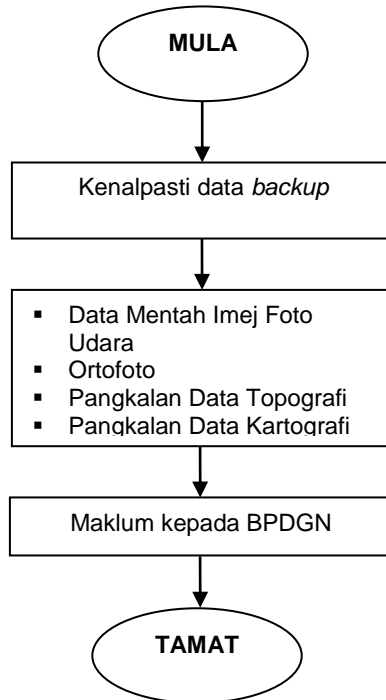 MULA
Kenalpasti data backup
▪ Data Mentah Imej Foto
Udara
▪ Ortofoto
▪ Pangkalan Data Topografi
▪ Pangkalan Data Kartografi
Maklum kepada BPDGN
TAMAT